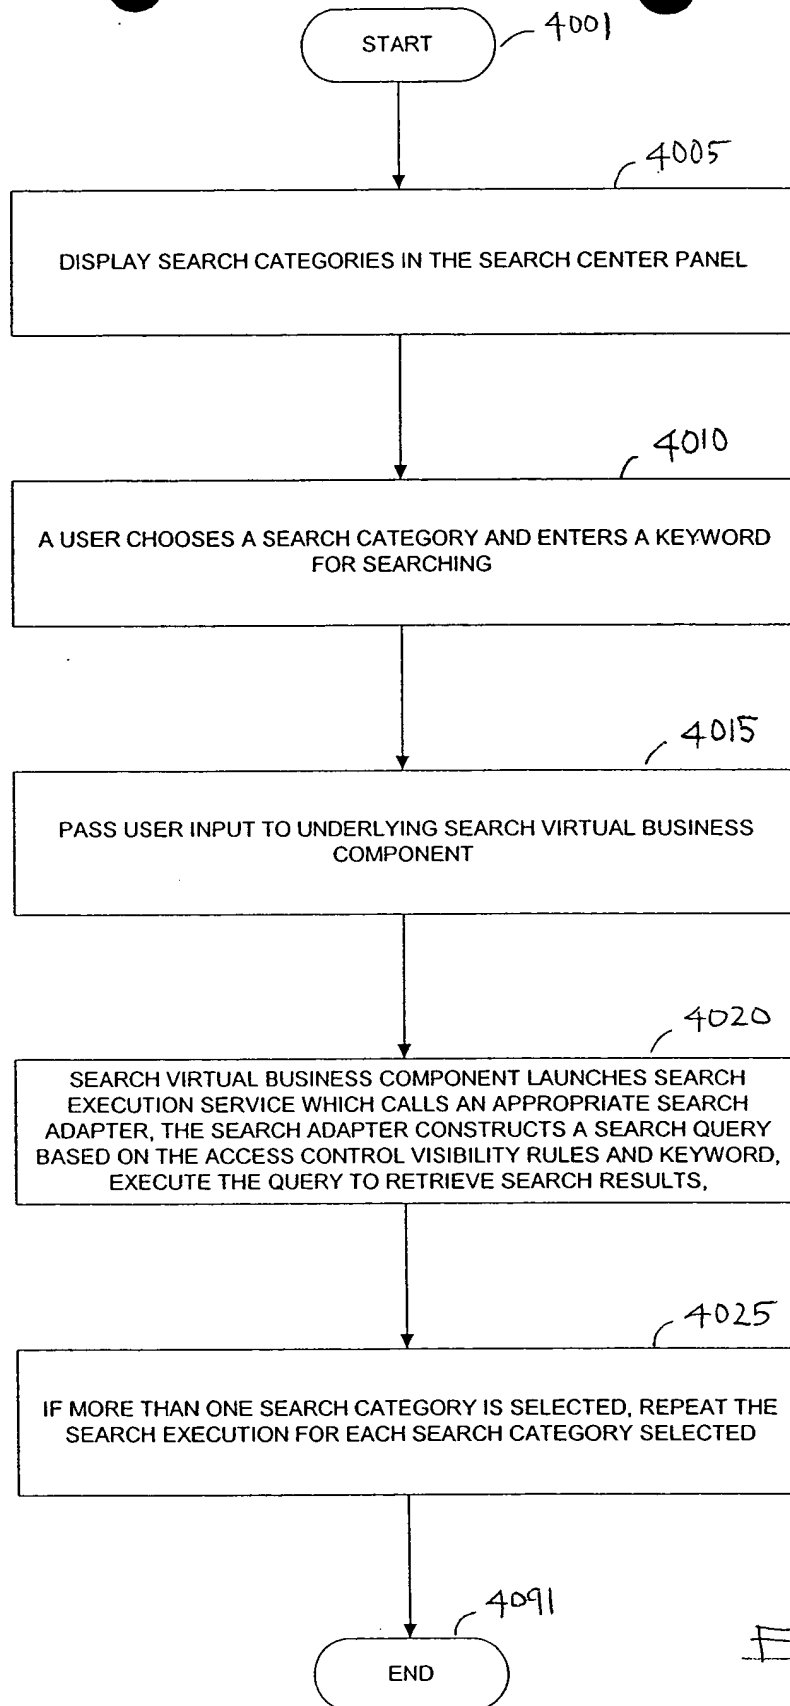 START
4001
4005
DISPLAY SEARCH CATEGORIES IN THE SEARCH CENTER PANEL
4010
A USER CHOOSES A SEARCH CATEGORY AND ENTERS A KEYWORD
FOR SEARCHING
4015
PASS USER INPUT TO UNDERLYING SEARCH VIRTUAL BUSINESS
COMPONENT
4020
SEARCH VIRTUAL BUSINESS COMPONENT LAUNCHES SEARCH
EXECUTION SERVICE WHICH CALLS AN APPROPRIATE SEARCH
ADAPTER, THE SEARCH ADAPTER CONSTRUCTS A SEARCH QUERY
BASED ON THE ACCESS CONTROL VISIBILITY RULES AND KEYWORD,
EXECUTE THE QUERY TO RETRIEVE SEARCH RESULTS,
4025
IF MORE THAN ONE SEARCH CATEGORY IS SELECTED, REPEAT THE
SEARCH EXECUTION FOR EACH SEARCH CATEGORY SELECTED
4091
END